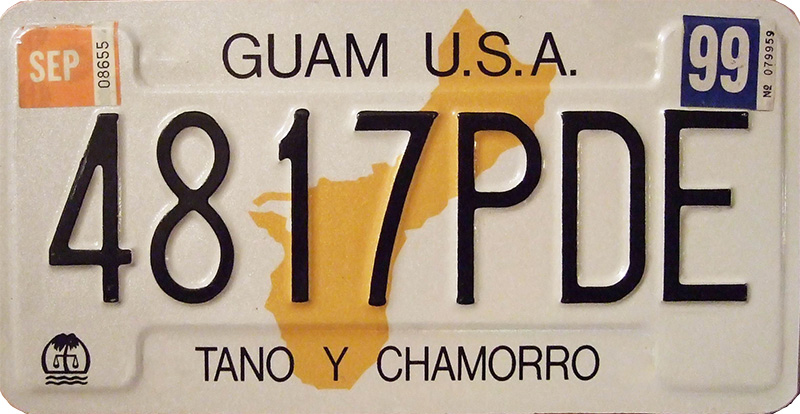 SEP 08655
GUAM U.S.A.
99 No 079959
4817PDE
TANO Y CHAMORRO